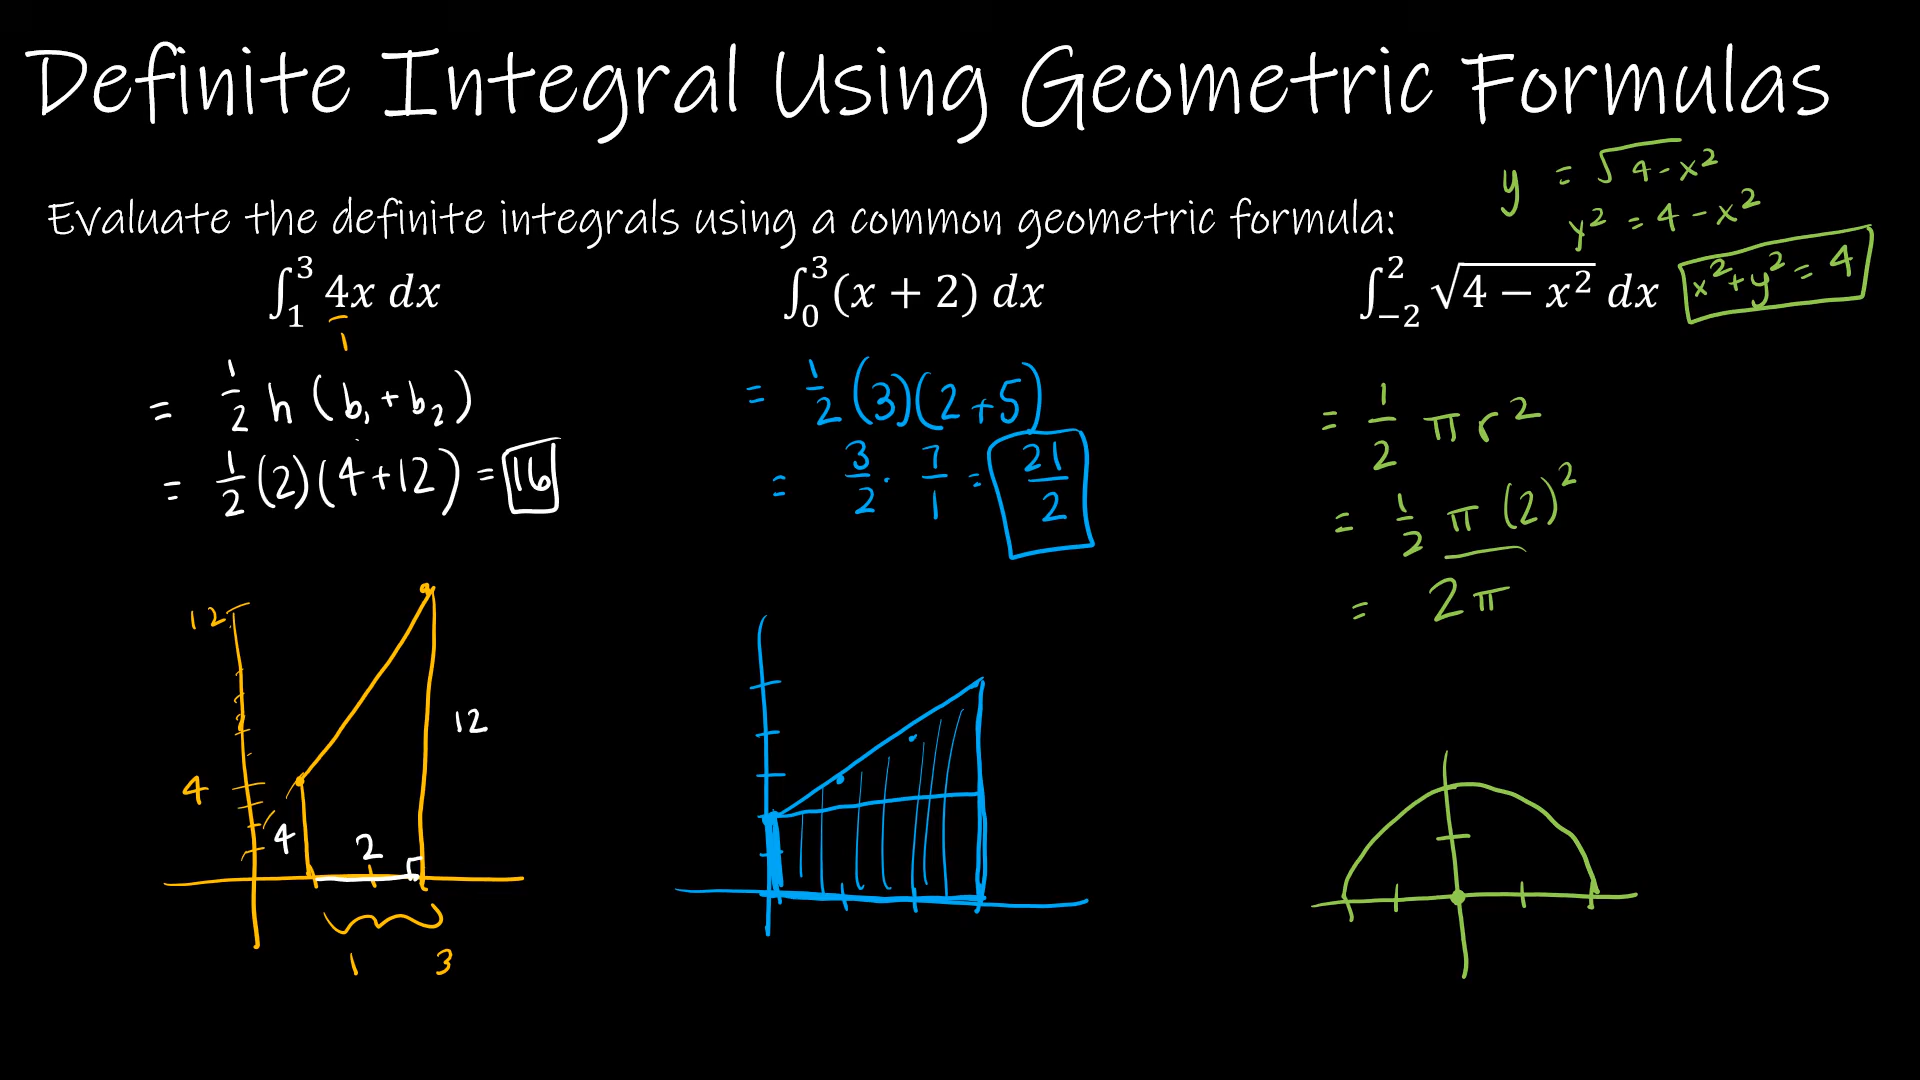 Definite Integral Using Geometric Formulas
Evaluate the definite integrals using a common geometric formula:
∫₁³ 4x dx
1
= 1/2 h (b₁ + b₂)
= 1/2 (2)(4+12) = 16
12
4
4
2
12
1 3
∫₀³ (x + 2) dx
= 1/2 (3)(2+5)
= 3/2 · 7/1 = 21/2
y = √4-x²
y² = 4 - x²
x² + y² = 4
∫₋₂² √(4 − x²) dx
= 1/2 π r²
= 1/2 π (2)²
= 2π